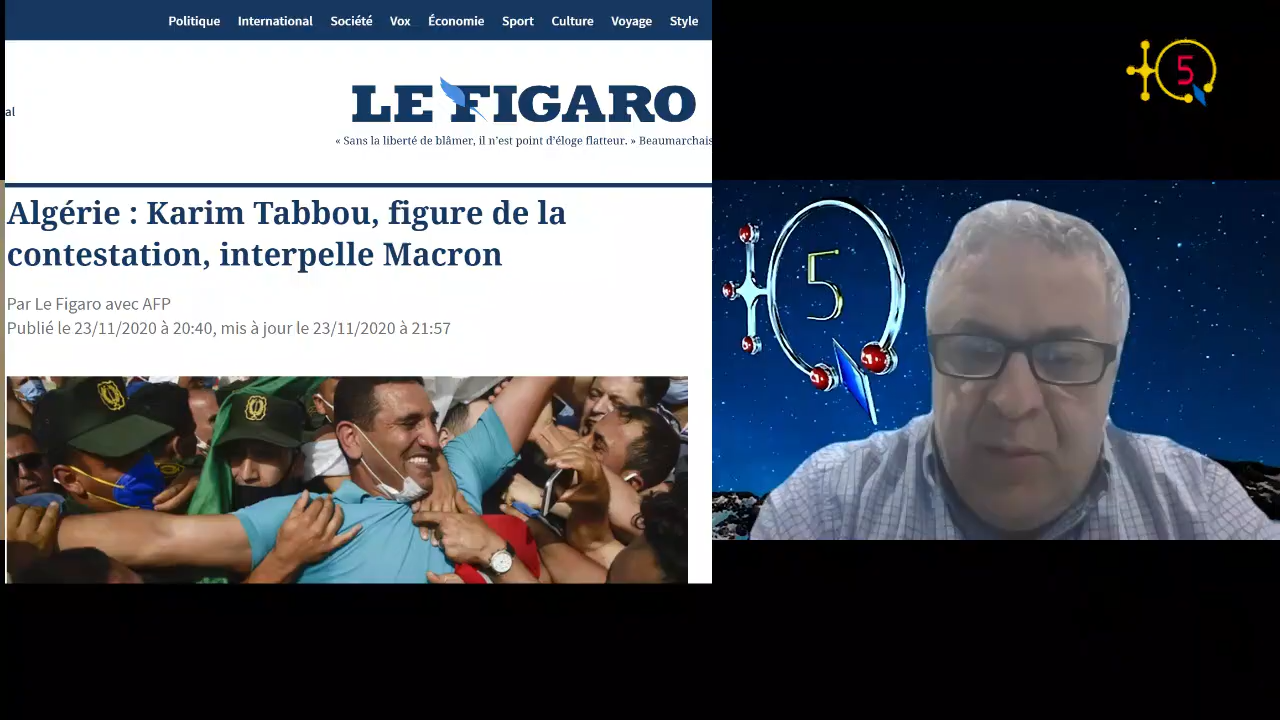 Politique International Société Vox Économie Sport Culture Voyage Style
al
LE FIGARO
« Sans la liberté de blâmer, il n'est point d'éloge flatteur. » Beaumarchais
Algérie : Karim Tabbou, figure de la
contestation, interpelle Macron
Par Le Figaro avec AFP
Publié le 23/11/2020 à 20:40, mis à jour le 23/11/2020 à 21:57
5
5